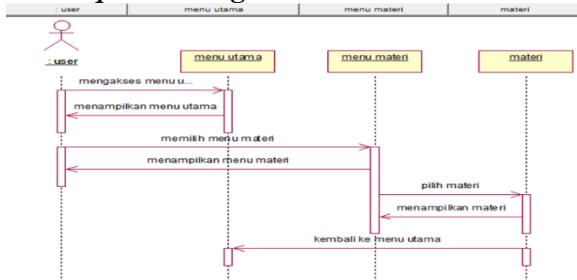 : user
menu utama
menu materi
materi
: user
menu utama
menu materi
materi
mengakses menu u...
menampilkan menu utama
memilih menu materi
menampilkan menu materi
pilih materi
menampilkan materi
kembali ke menu utama